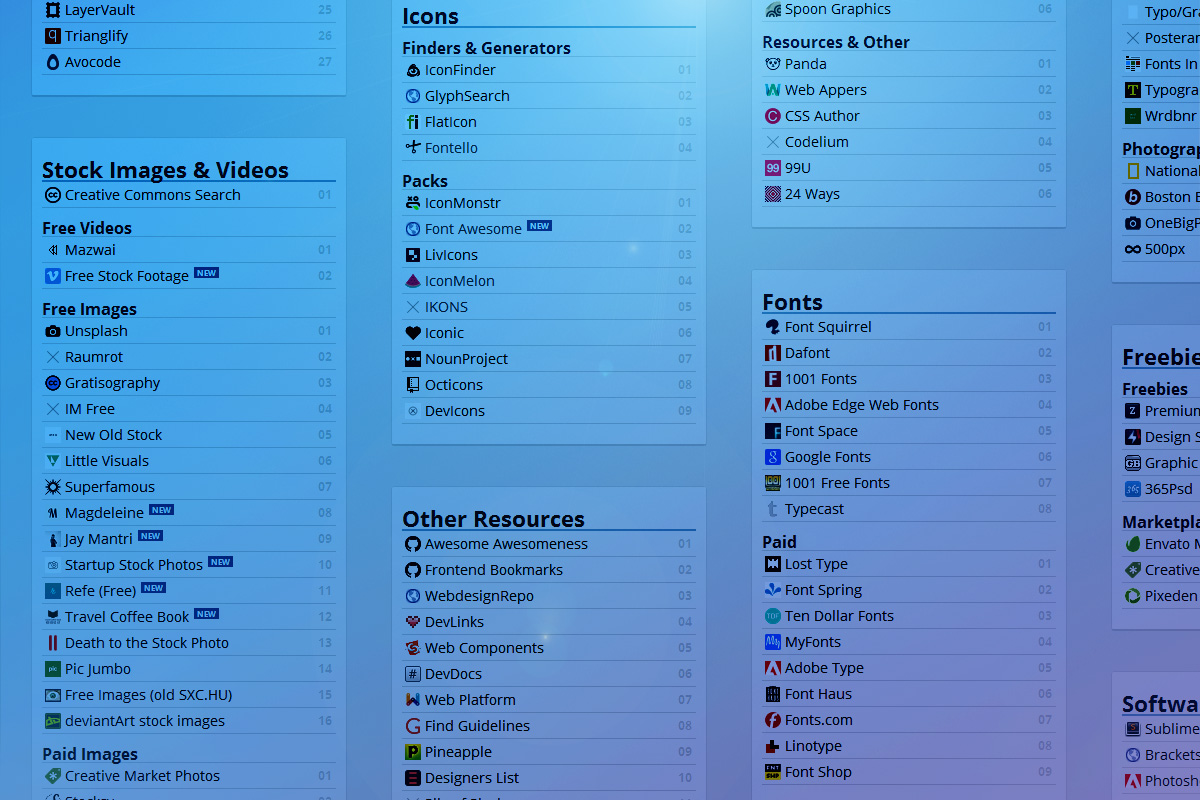 LayerVault 25
Trianglify 26
Avocode 27
Stock Images & Videos
Creative Commons Search 01
Free Videos
Mazwai 01
Free Stock Footage NEW 02
Free Images
Unsplash 01
Raumrot 02
Gratisography 03
IM Free 04
New Old Stock 05
Little Visuals 06
Superfamous 07
Magdeleine NEW 08
Jay Mantri NEW 09
Startup Stock Photos NEW 10
Refe (Free) NEW 11
Travel Coffee Book NEW 12
Death to the Stock Photo 13
Pic Jumbo 14
Free Images (old SXC.HU) 15
deviantArt stock images 16
Paid Images
Creative Market Photos 01
Icons
Finders & Generators
IconFinder 01
GlyphSearch 02
FlatIcon 03
Fontello 04
Packs
IconMonstr 01
Font Awesome NEW 02
LivIcons 03
IconMelon 04
IKONS 05
Iconic 06
NounProject 07
Octicons 08
DevIcons 09
Other Resources
Awesome Awesomeness 01
Frontend Bookmarks 02
WebdesignRepo 03
DevLinks 04
Web Components 05
DevDocs 06
Web Platform 07
Find Guidelines 08
Pineapple 09
Designers List 10
Spoon Graphics 06
Resources & Other
Panda 01
Web Appers 02
CSS Author 03
Codelium 04
99U 05
24 Ways 06
Fonts
Font Squirrel 01
Dafont 02
1001 Fonts 03
Adobe Edge Web Fonts 04
Font Space 05
Google Fonts 06
1001 Free Fonts 07
Typecast 08
Paid
Lost Type 01
Font Spring 02
Ten Dollar Fonts 03
MyFonts 04
Adobe Type 05
Font Haus 06
Fonts.com 07
Linotype 08
Font Shop 09
Typo/Gra
Posteran
Fonts In
Typogra
Wrdbnr
Photograp
National
Boston B
OneBigP
500px
Freebie
Freebies
Premium
Design S
Graphic
365Psd
Marketpla
Envato M
Creative
Pixeden
Softwa
Sublime
Brackets
Photosh